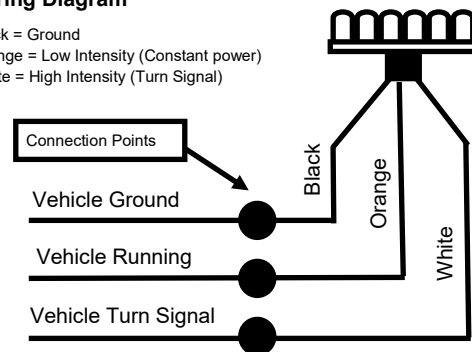 ring Diagram
ck = Ground
nge = Low Intensity (Constant power)
te = High Intensity (Turn Signal)
Connection Points
Vehicle Ground
Vehicle Running
Vehicle Turn Signal
Black
Orange
White